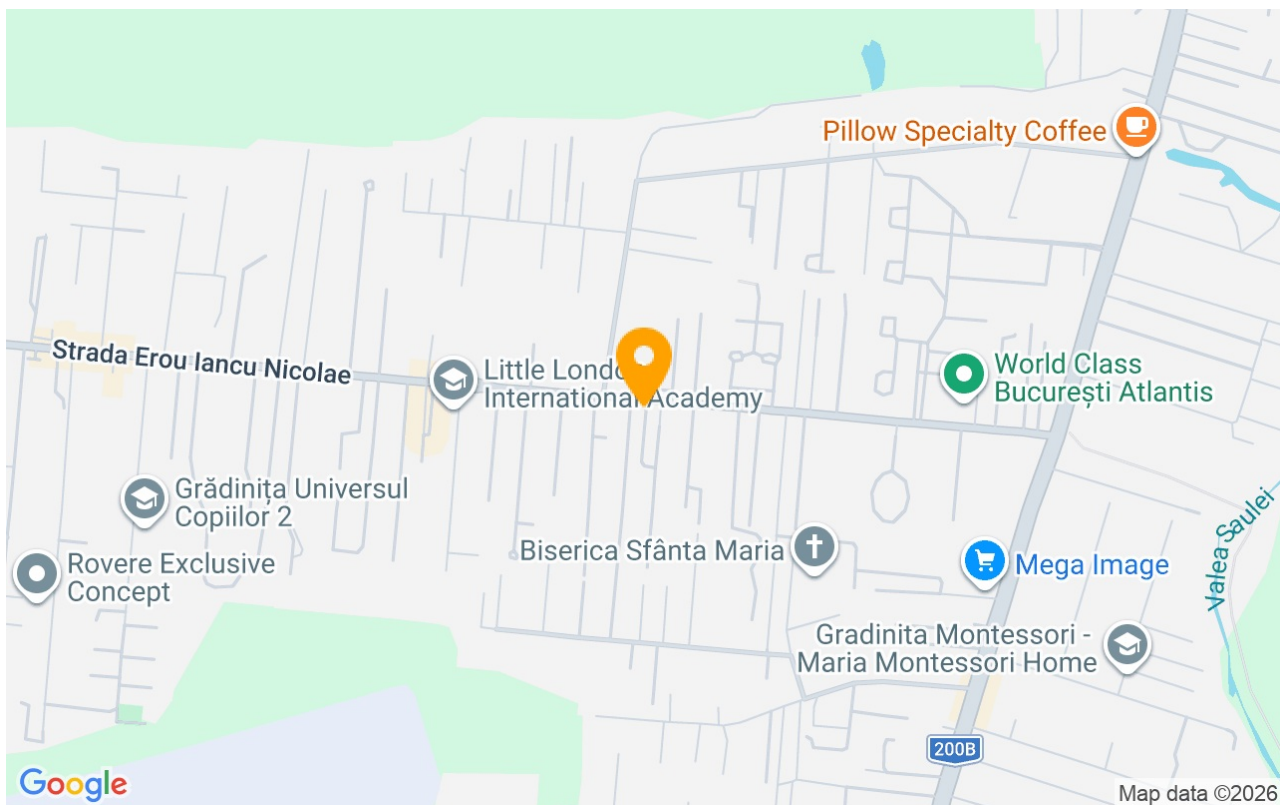 Pillow Specialty Coffee
Strada Erou Iancu Nicolae
Little London
International Academy
World Class
București Atlantis
Grădinița Universul
Copiilor 2
Rovere Exclusive
Concept
Biserica Sfânta Maria
Mega Image
Valea Saulei
Gradinita Montessori -
Maria Montessori Home
200B
Google
Map data ©2026